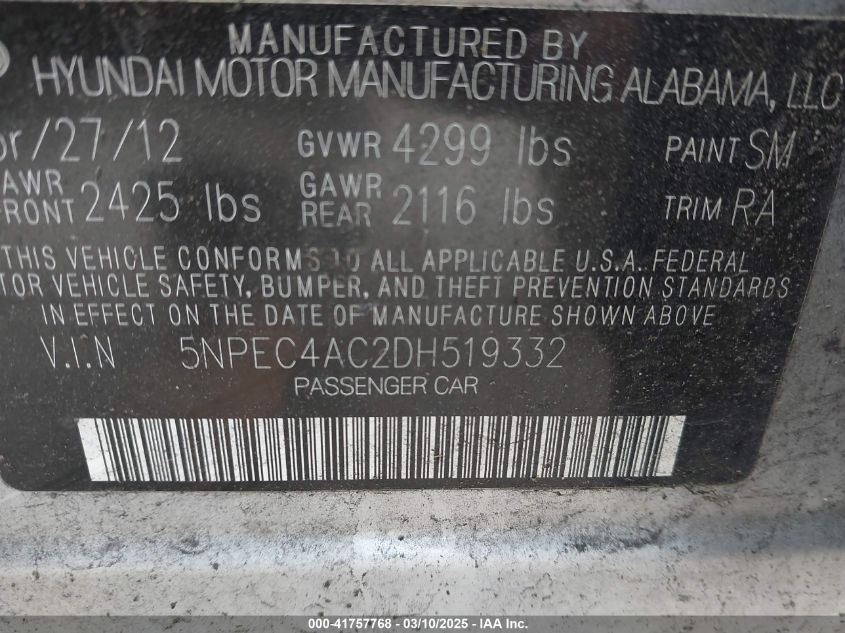 MANUFACTURED BY
HYUNDAI MOTOR MANUFACTURING ALABAMA, LLC
/27/12 GVWR 4299 lbs PAINT SM
GAWR FRONT 2425 lbs GAWR REAR 2116 lbs TRIM RA
THIS VEHICLE CONFORMS TO ALL APPLICABLE U.S.A. FEDERAL
MOTOR VEHICLE SAFETY, BUMPER, AND THEFT PREVENTION STANDARDS
IN EFFECT ON THE DATE OF MANUFACTURE SHOWN ABOVE
V.I.N 5NPEC4AC2DH519332
PASSENGER CAR
000-41757768 - 03/10/2025 - IAA Inc.